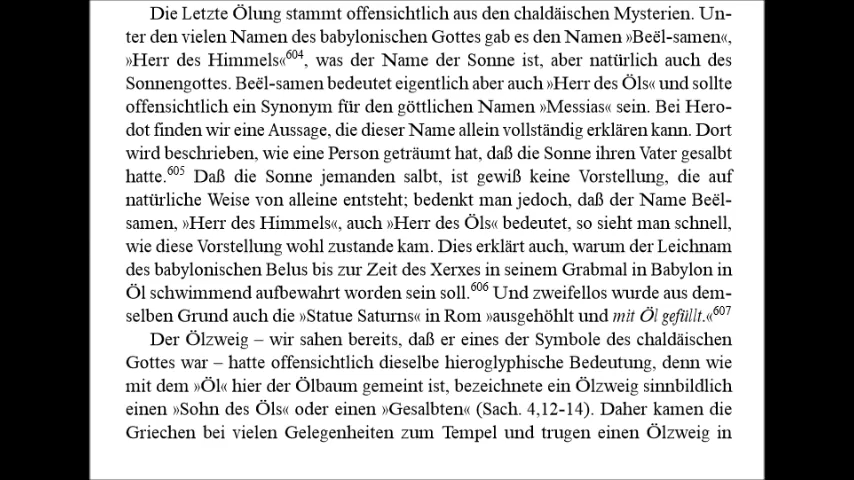 Die Letzte Ölung stammt offensichtlich aus den chaldäischen Mysterien. Un-
ter den vielen Namen des babylonischen Gottes gab es den Namen »Beël-samen«,
»Herr des Himmels«604, was der Name der Sonne ist, aber natürlich auch des
Sonnengottes. Beël-samen bedeutet eigentlich aber auch »Herr des Öls« und sollte
offensichtlich ein Synonym für den göttlichen Namen »Messias« sein. Bei Hero-
dot finden wir eine Aussage, die dieser Name allein vollständig erklären kann. Dort
wird beschrieben, wie eine Person geträumt hat, daß die Sonne ihren Vater gesalbt
hatte.605 Daß die Sonne jemanden salbt, ist gewiß keine Vorstellung, die auf
natürliche Weise von alleine entsteht; bedenkt man jedoch, daß der Name Beël-
samen, »Herr des Himmels«, auch »Herr des Öls« bedeutet, so sieht man schnell,
wie diese Vorstellung wohl zustande kam. Dies erklärt auch, warum der Leichnam
des babylonischen Belus bis zur Zeit des Xerxes in seinem Grabmal in Babylon in
Öl schwimmend aufbewahrt worden sein soll.606 Und zweifellos wurde aus dem-
selben Grund auch die »Statue Saturns« in Rom »ausgehöhlt und mit Öl gefüllt.«607
Der Ölzweig – wir sahen bereits, daß er eines der Symbole des chaldäischen
Gottes war – hatte offensichtlich dieselbe hieroglyphische Bedeutung, denn wie
mit dem »Öl« hier der Ölbaum gemeint ist, bezeichnete ein Ölzweig sinnbildlich
einen »Sohn des Öls« oder einen »Gesalbten« (Sach. 4,12-14). Daher kamen die
Griechen bei vielen Gelegenheiten zum Tempel und trugen einen Ölzweig in